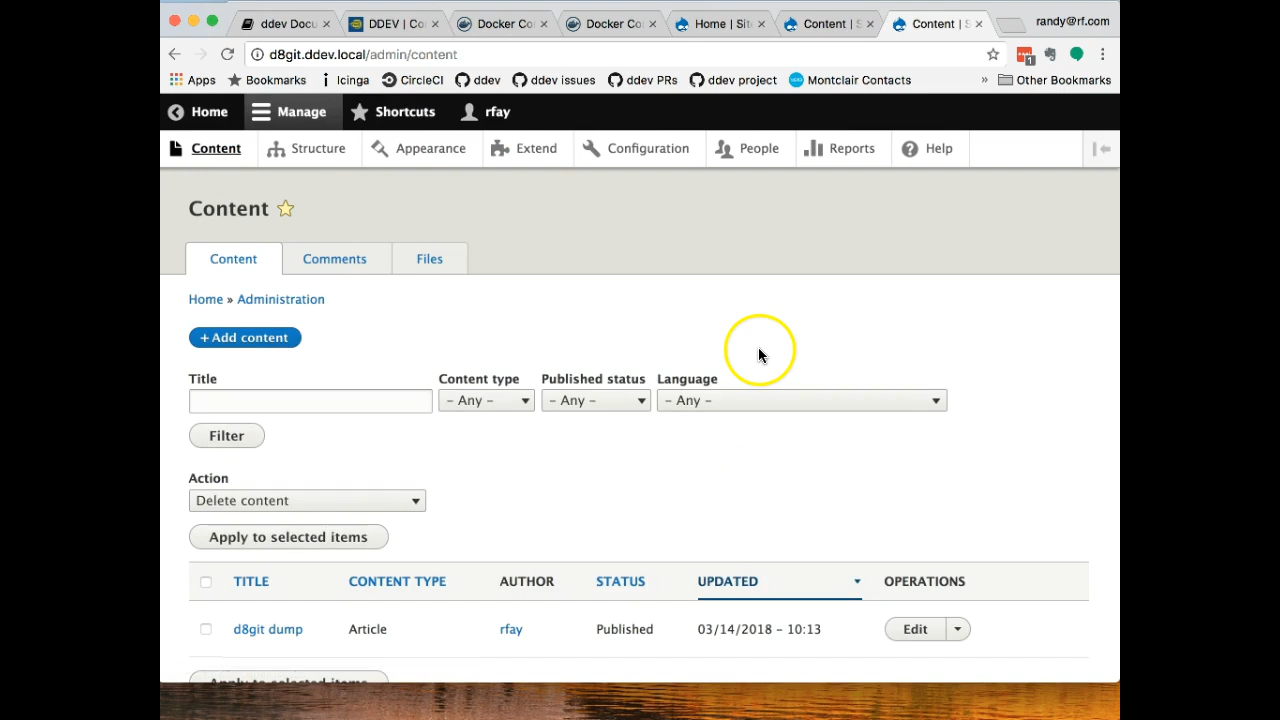 ddev Docu DDEV | Co Docker Co Docker Co Home | Sit Content | S Content | S randy@rf.com
d8git.ddev.local/admin/content 1
Apps Bookmarks Icinga CircleCI ddev ddev issues ddev PRs ddev project Montclair Contacts » Other Bookmarks
Home Manage Shortcuts rfay
Content Structure Appearance Extend Configuration People Reports Help
Content
Content Comments Files
Home » Administration
+ Add content
Title Content type Published status Language
- Any - - Any - - Any -
Filter
Action
Delete content
Apply to selected items
TITLE CONTENT TYPE AUTHOR STATUS UPDATED OPERATIONS
d8git dump Article rfay Published 03/14/2018 - 10:13 Edit
Apply to selected items